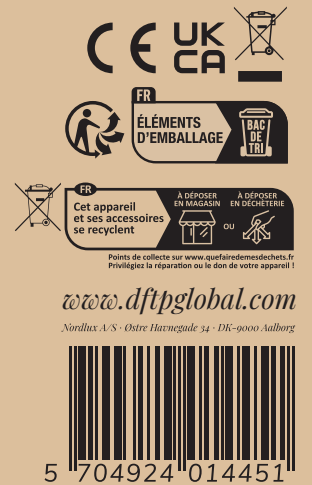 CE UK
CA
FR
ÉLÉMENTS
D'EMBALLAGE
BAC
DE
TRI
FR
Cet appareil
et ses accessoires
se recyclent
À DÉPOSER
EN MAGASIN
OU
À DÉPOSER
EN DÉCHÈTERIE
Points de collecte sur www.quefairedemesdechets.fr
Privilégiez la réparation ou le don de votre appareil !
www.dftpglobal.com
Nordlux A/S · Østre Havnegade 34 · DK-9000 Aalborg
5 704924 014451